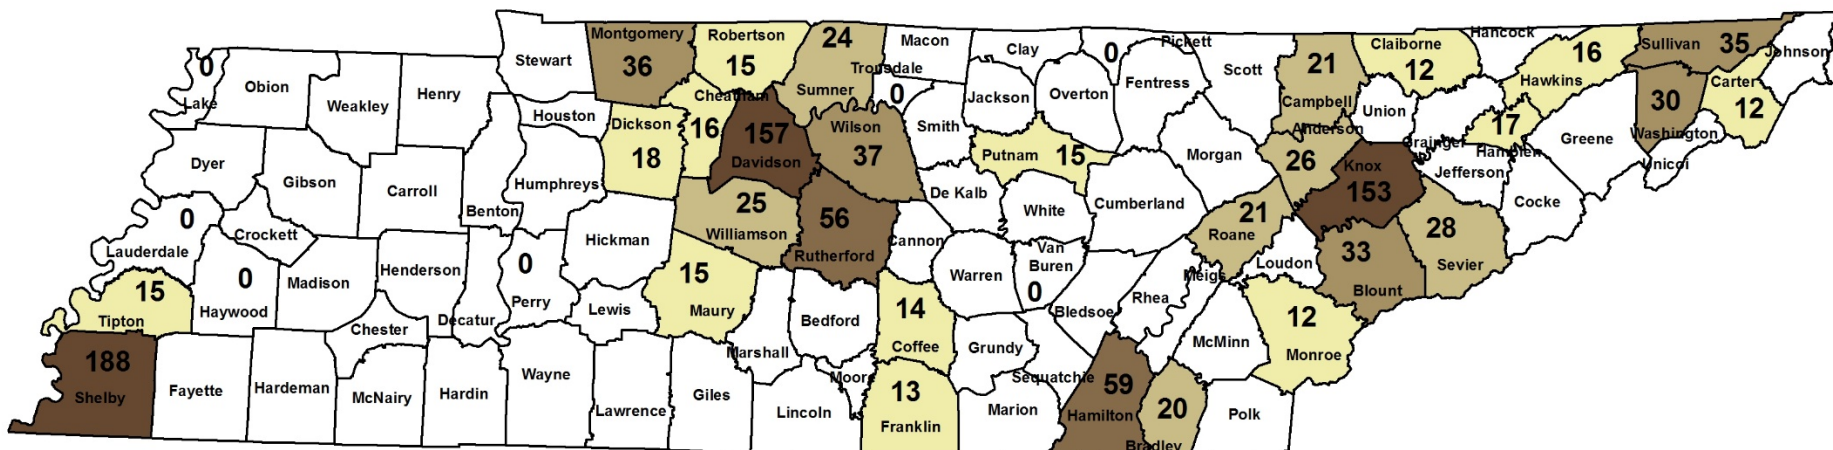 Montgomery
36
Robertson
15
24
Sumner
Macon
Trousdale
0
Clay
0
Pickett
Fentress
Scott
21
Campbell
Claiborne
12
Hancock
16
Hawkins
Sullivan 35
Johnson
Carter
12
30
Washington
Unicoi
Greene
17
Hamblen
Grainger
Union
Jefferson
Cocke
Anderson
26
Knox
153
28
Sevier
33
Blount
Loudon
21
Roane
Morgan
Cumberland
Overton
Jackson
Putnam 15
Smith
De Kalb
White
Van
Buren
0
Warren
Cannon
Wilson
37
157
Davidson
Cheatham
16
Dickson
18
Stewart
Houston
Humphreys
Benton
Henry
Weakley
Obion
0
Lake
Dyer
Gibson
Carroll
0
Lauderdale
Crockett
0
Haywood
Madison
Henderson
Decatur
0
Perry
Hickman
Lewis
25
Williamson
56
Rutherford
15
Maury
Marshall
Bedford
14
Coffee
Grundy
Sequatchie
Bledsoe
Rhea
Meigs
McMinn
12
Monroe
Polk
20
Bradley
59
Hamilton
Marion
13
Franklin
Moore
Lincoln
Giles
Lawrence
Wayne
Hardin
McNairy
Chester
Hardeman
Fayette
15
Tipton
188
Shelby